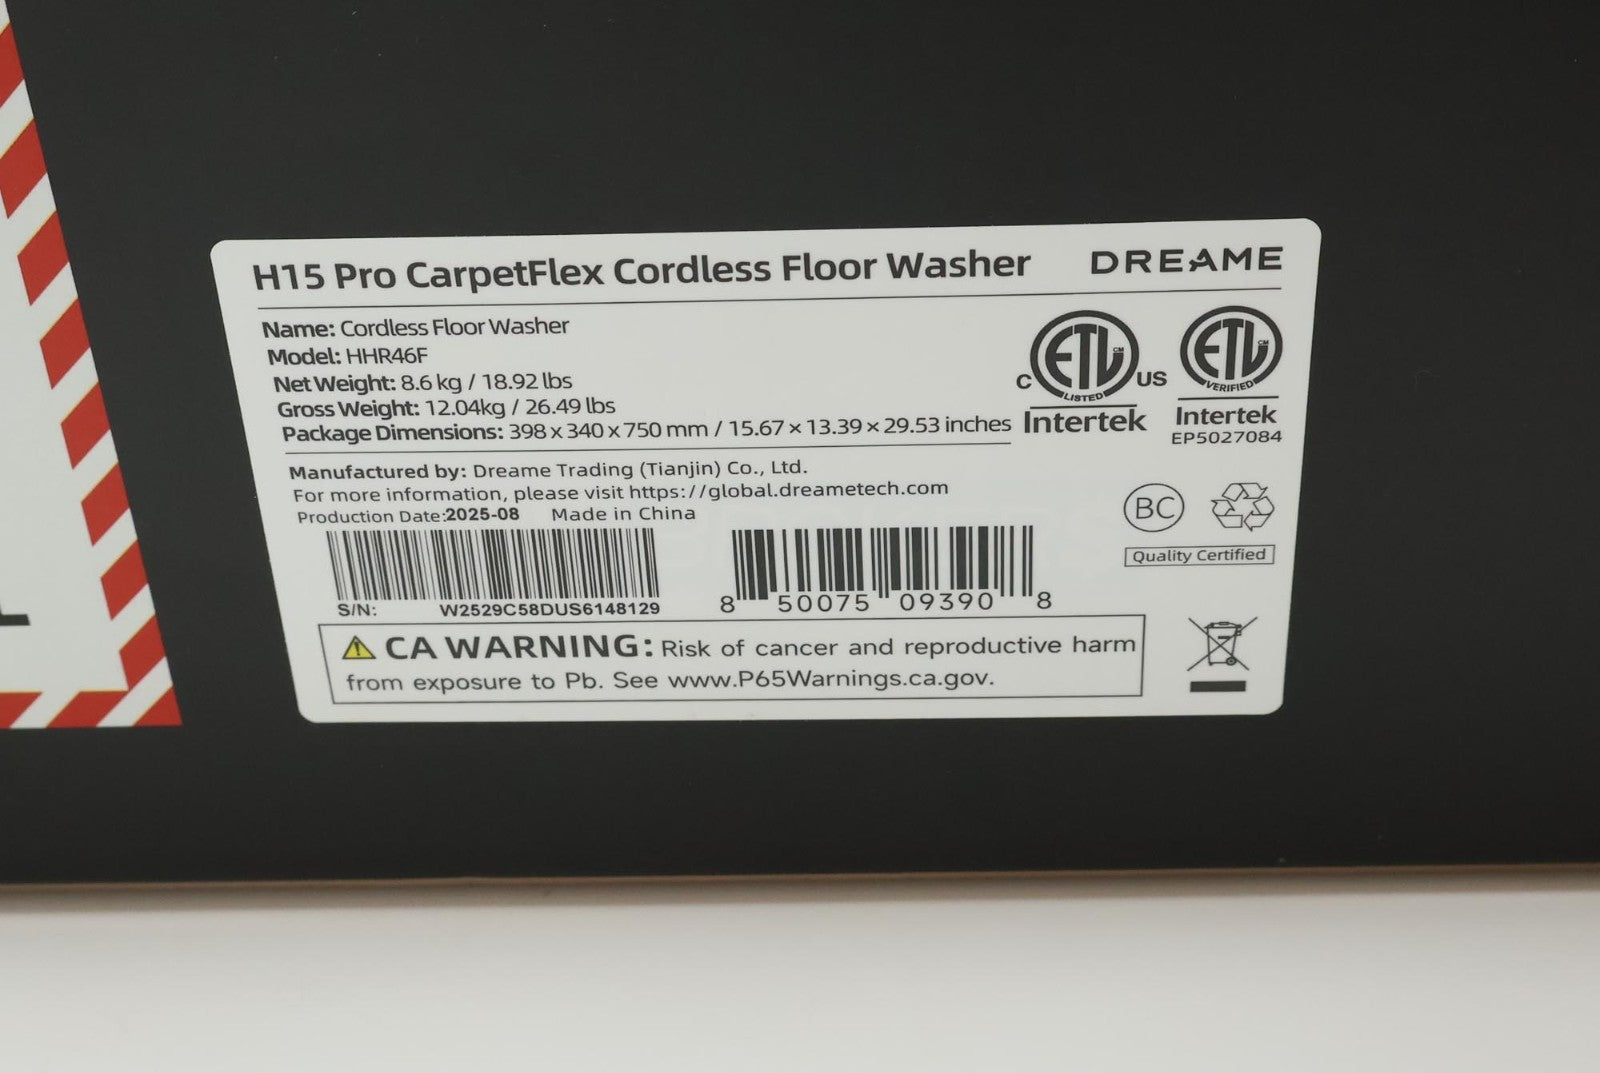 H15 Pro CarpetFlex Cordless Floor Washer DREAME
Name: Cordless Floor Washer
Model: HHR46F
Net Weight: 8.6 kg / 18.92 lbs
Gross Weight: 12.04kg / 26.49 lbs
Package Dimensions: 398 x 340 x 750 mm / 15.67 × 13.39 × 29.53 inches
Manufactured by: Dreame Trading (Tianjin) Co., Ltd.
For more information, please visit https://global.dreametech.com
Production Date:2025-08 Made in China
S/N: W2529C58DUS6148129
8 50075 09390 8
⚠ CA WARNING: Risk of cancer and reproductive harm
from exposure to Pb. See www.P65Warnings.ca.gov.
ETL CM
C US
LISTED
Intertek
ETL CM
VERIFIED
Intertek
EP5027084
BC
Quality Certified